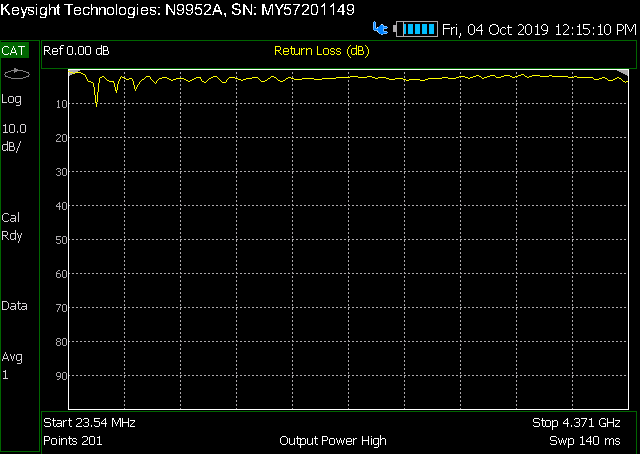 Keysight Technologies: N9952A, SN: MY57201149
Fri, 04 Oct 2019 12:15:10 PM
CAT
Ref 0.00 dB
Return Loss (dB)
Log
10.0
dB/
Cal
Rdy
Data
Avg
1
10
20
30
40
50
60
70
80
90
Start 23.54 MHz
Stop 4.371 GHz
Points 201
Output Power High
Swp 140 ms